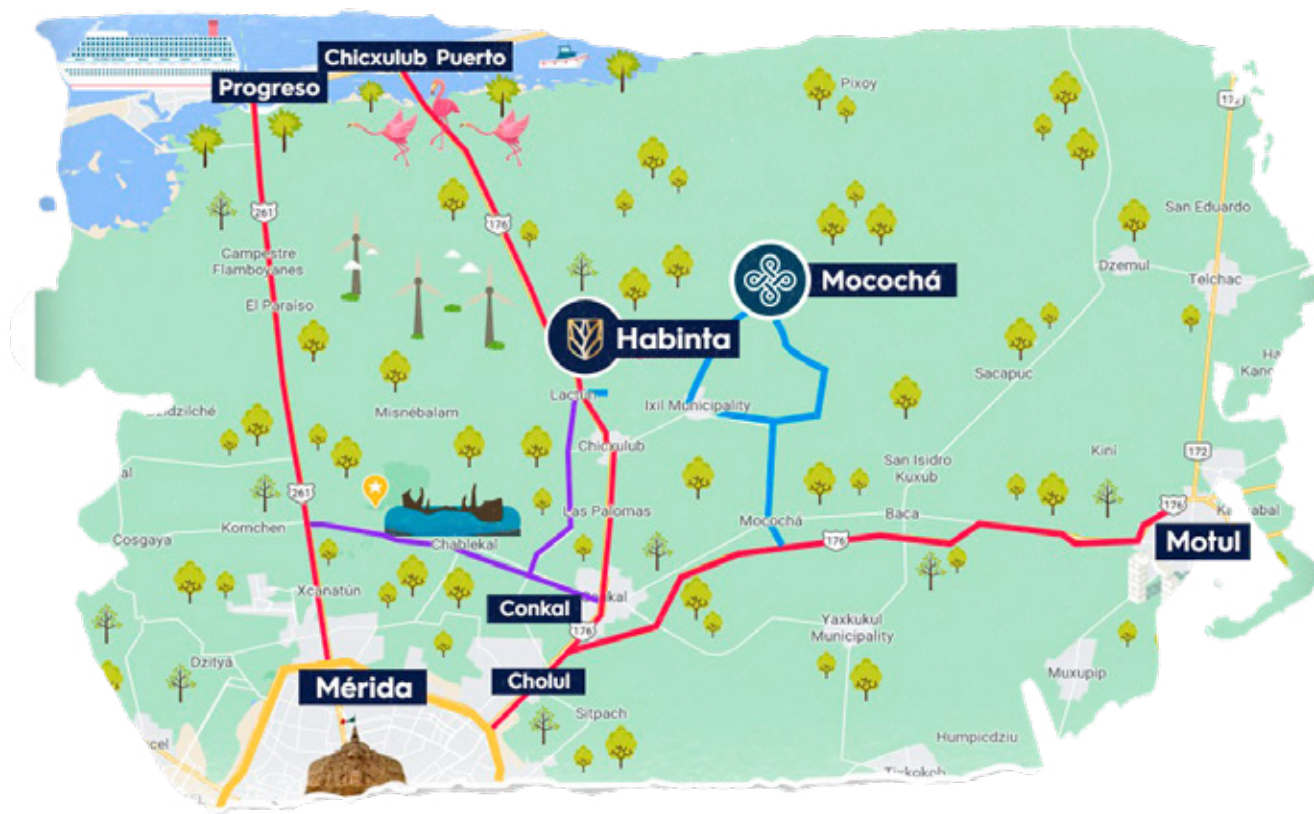 Chicxulub Puerto
Progreso
Pixoy
261
176
San Eduardo
Campestre
Flamboyanes
Dzemul
Telchac
Mocochá
El Paraíso
Habinta
Sacapuc
Misnébalam
Ixil Municipality
Chicxulub
Kiní
172
San Isidro
Kuxub
261
176
Komchen
Las Palomas
Mocochá
Baca
Cosgaya
Chablekal
176
Motul
Xcanatún
Conkal
176
Yaxkukul
Municipality
Dzityá
Mérida
Cholul
Muxupip
Sitpach
Humpicdziu